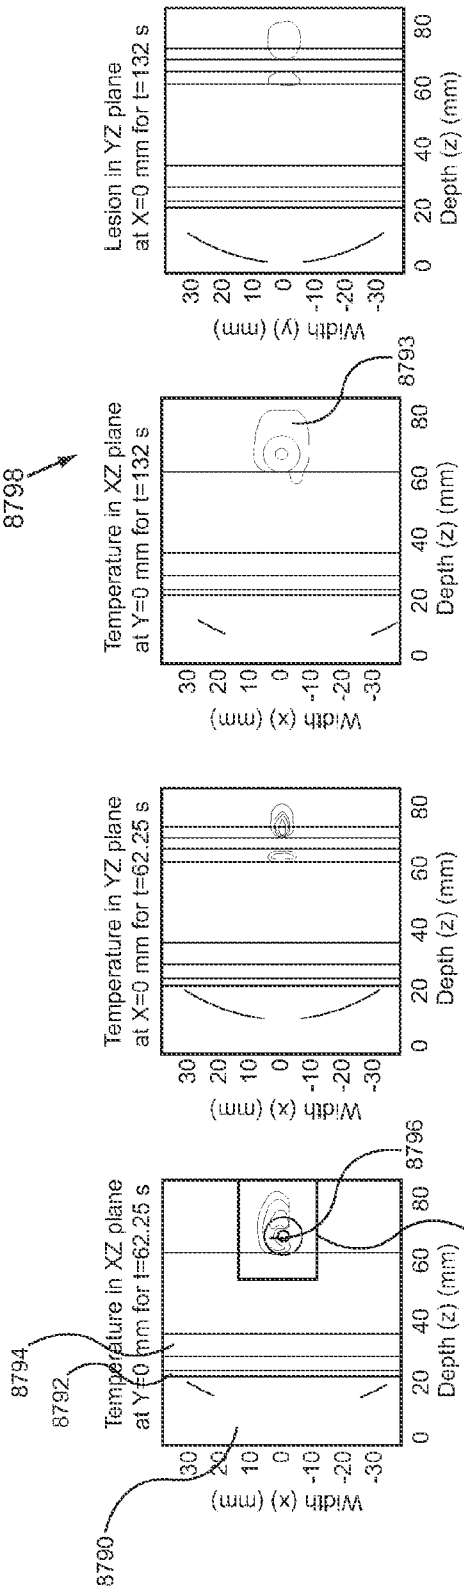 8798
8790
8792
8794
Temperature in XZ plane
at Y=0 mm for t=62.25 s
Width (x) (mm)
30
20
10
0
-10
-20
-30
0 20 40 60 80
Depth (z) (mm)
8796
Temperature in YZ plane
at X=0 mm for t=62.25 s
Width (x) (mm)
30
20
10
0
-10
-20
-30
0 20 40 60 80
Depth (z) (mm)
Temperature in XZ plane
at Y=0 mm for t=132 s
Width (x) (mm)
30
20
10
0
-10
-20
-30
0 20 40 60 80
Depth (z) (mm)
8793
Lesion in YZ plane
at X=0 mm for t=132 s
Width (y) (mm)
30
20
10
0
-10
-20
-30
0 20 40 60 80
Depth (z) (mm)